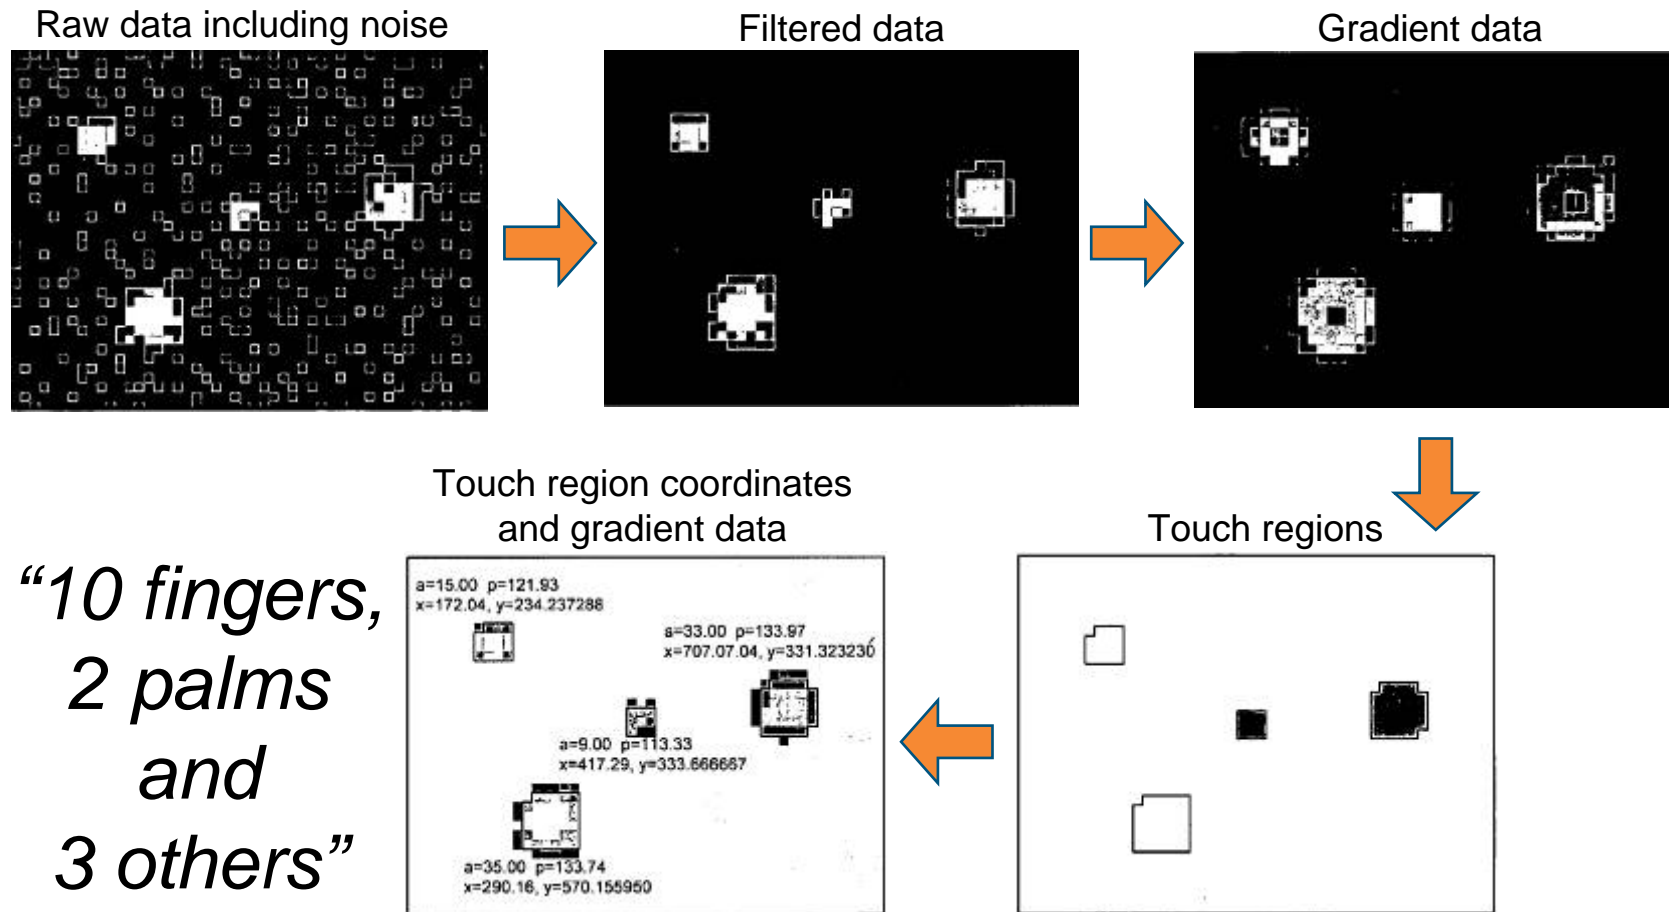 Raw data including noise
Filtered data
Gradient data
Touch region coordinates
and gradient data
Touch regions
“10 fingers,
2 palms
and
3 others”
a=15.00 p=121.93
x=172.04, y=234.237288
a=33.00 p=133.97
x=707.07.04, y=331.323230
a=9.00 p=113.33
x=417.29, y=333.666667
a=35.00 p=133.74
x=290.16, y=570.155950